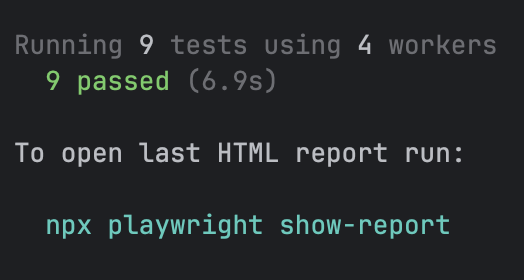 Running 9 tests using 4 workers
9 passed (6.9s)
To open last HTML report run:
npx playwright show-report